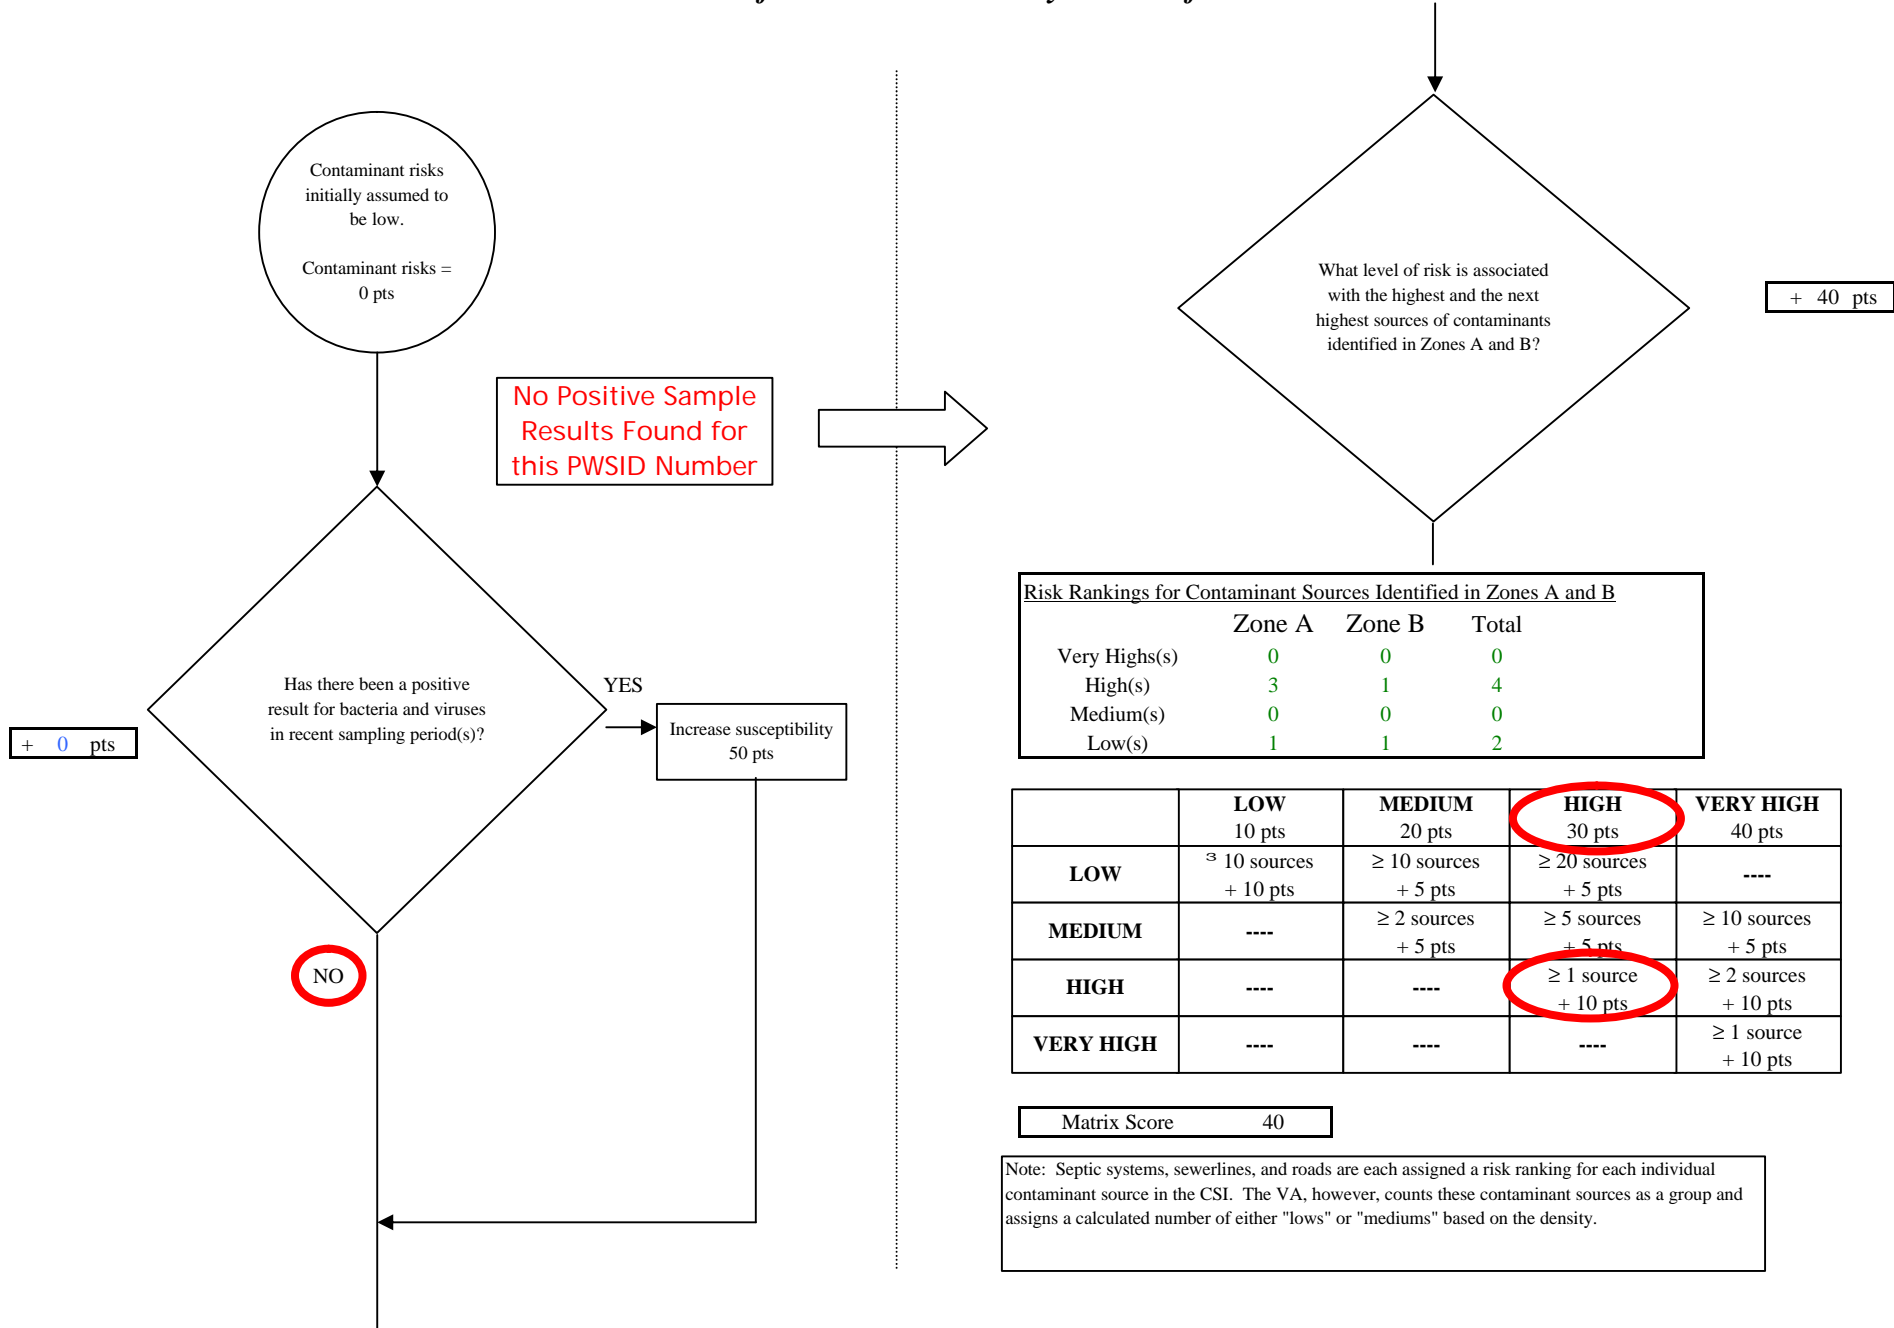 Contaminant risks
initially assumed to
be low.
Contaminant risks =
0 pts
No Positive Sample
Results Found for
this PWSID Number
Has there been a positive
result for bacteria and viruses
in recent sampling period(s)?
+ 0 pts
YES
Increase susceptibility
50 pts
NO
What level of risk is associated
with the highest and the next
highest sources of contaminants
identified in Zones A and B?
+ 40 pts
Risk Rankings for Contaminant Sources Identified in Zones A and B
Zone A Zone B Total
Very Highs(s) 0 0 0
High(s) 3 1 4
Medium(s) 0 0 0
Low(s) 1 1 2
LOW MEDIUM HIGH VERY HIGH
10 pts 20 pts 30 pts 40 pts
LOW ³ 10 sources ≥ 10 sources ≥ 20 sources ----
+ 10 pts + 5 pts + 5 pts
MEDIUM ---- ≥ 2 sources ≥ 5 sources ≥ 10 sources
+ 5 pts + 5 pts + 5 pts
HIGH ---- ---- ≥ 1 source ≥ 2 sources
+ 10 pts + 10 pts
VERY HIGH ---- ---- ---- ≥ 1 source
+ 10 pts
Matrix Score 40
Note: Septic systems, sewerlines, and roads are each assigned a risk ranking for each individual
contaminant source in the CSI. The VA, however, counts these contaminant sources as a group and
assigns a calculated number of either "lows" or "mediums" based on the density.